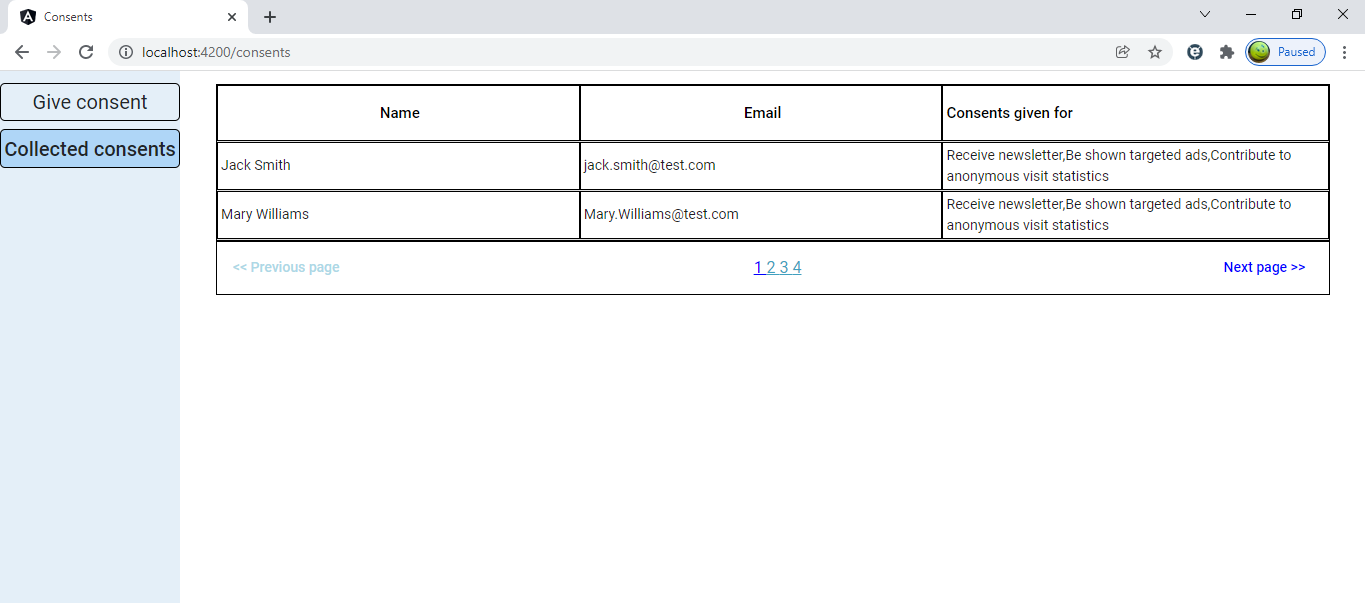 Consents
localhost:4200/consents
Paused
Give consent
Collected consents
Name Email Consents given for
Jack Smith jack.smith@test.com Receive newsletter,Be shown targeted ads,Contribute to
anonymous visit statistics
Mary Williams Mary.Williams@test.com Receive newsletter,Be shown targeted ads,Contribute to
anonymous visit statistics
<< Previous page 1 2 3 4 Next page >>